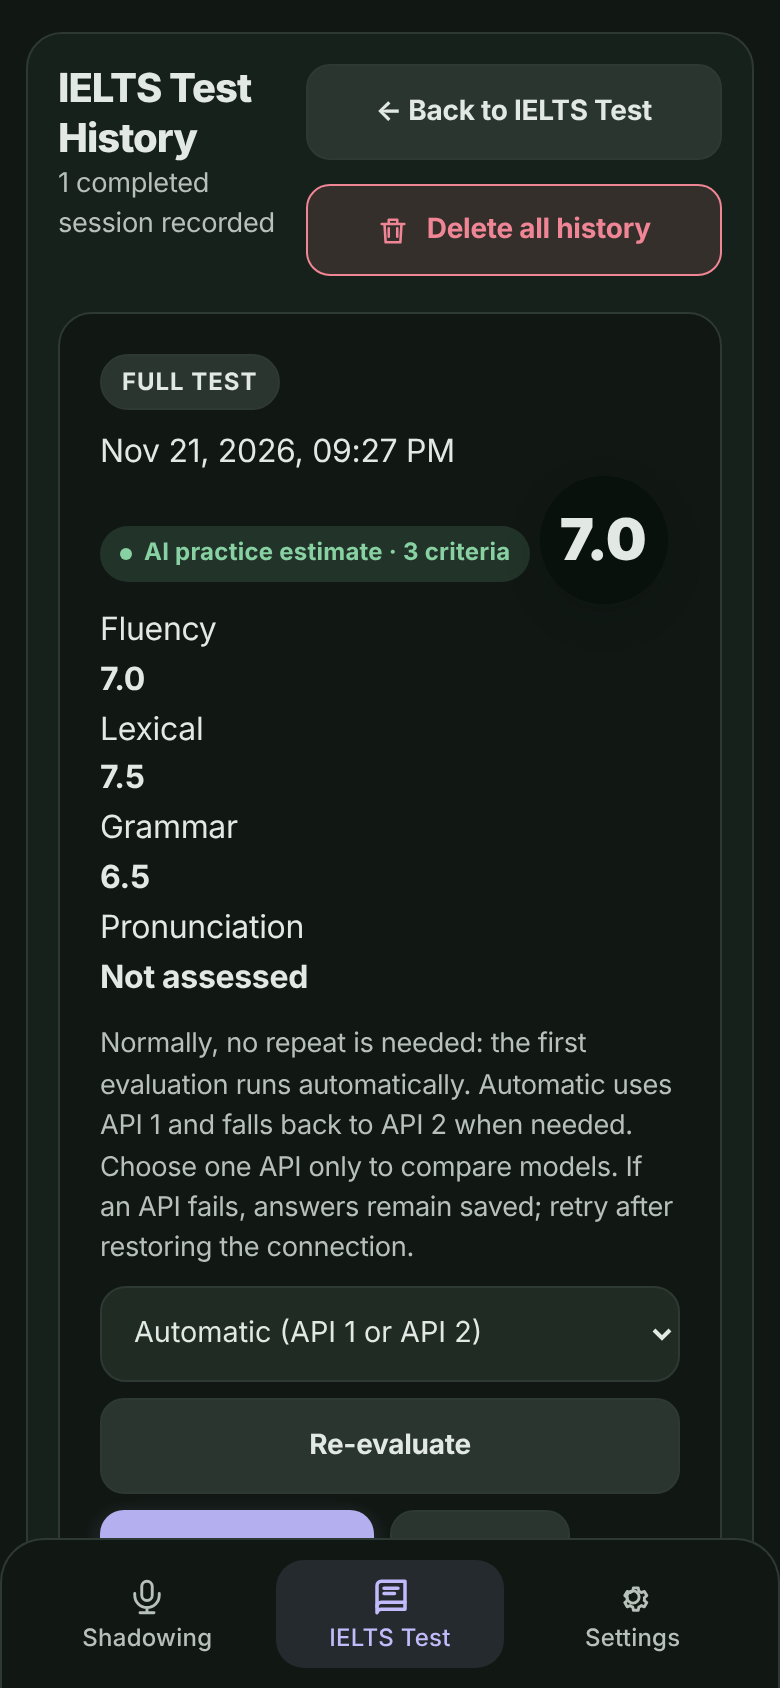 IELTS Test
History
1 completed
session recorded
← Back to IELTS Test
Delete all history
FULL TEST
Nov 21, 2026, 09:27 PM
AI practice estimate · 3 criteria
7.0
Fluency
7.0
Lexical
7.5
Grammar
6.5
Pronunciation
Not assessed
Normally, no repeat is needed: the first
evaluation runs automatically. Automatic uses
API 1 and falls back to API 2 when needed.
Choose one API only to compare models. If
an API fails, answers remain saved; retry after
restoring the connection.
Automatic (API 1 or API 2)
Re-evaluate
Shadowing
IELTS Test
Settings